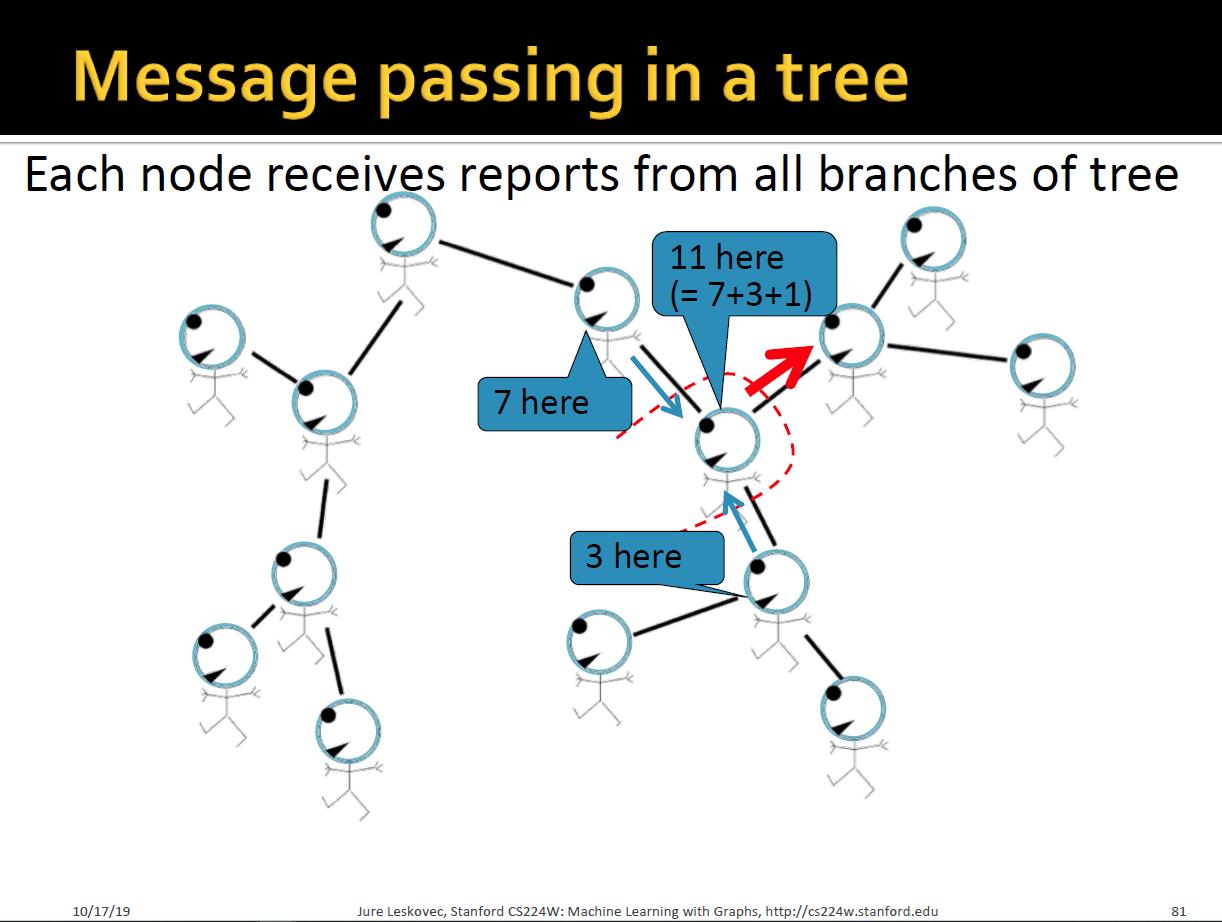 Message passing in a tree
Each node receives reports from all branches of tree
11 here
(= 7+3+1)
7 here
3 here
10/17/19
Jure Leskovec, Stanford CS224W: Machine Learning with Graphs, http://cs224w.stanford.edu
81